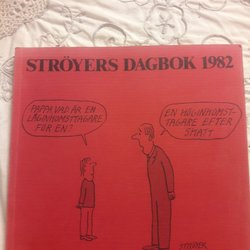 STRÖYERS DAGBOK 1982
PAPPA VAD ÄR EN
LÅGINKOMSTTAGARE
FÖR EN?
EN HÖGINKOMST-
TAGARE EFTER
SKATT
STRÖYER